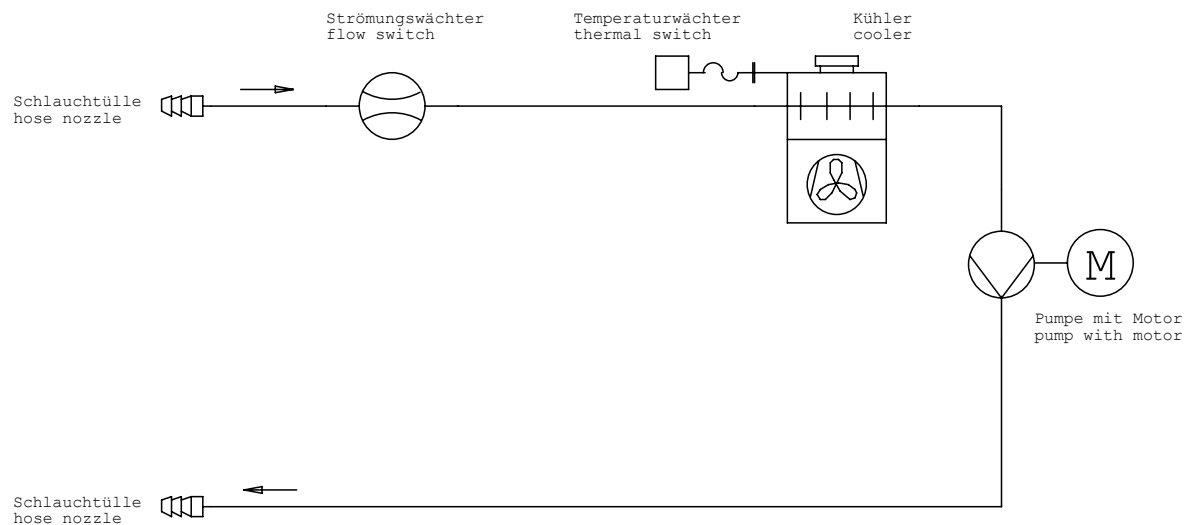 Strömungswächter
flow switch
Temperaturwächter
thermal switch
Kühler
cooler
Schlauchtülle
hose nozzle
M
Pumpe mit Motor
pump with motor
Schlauchtülle
hose nozzle